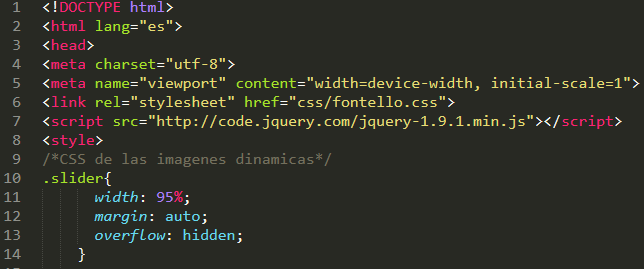 1 <!DOCTYPE html>
2 <html lang="es">
3 <head>
4 <meta charset="utf-8">
5 <meta name="viewport" content="width=device-width, initial-scale=1">
6 <link rel="stylesheet" href="css/fontello.css">
7 <script src="http://code.jquery.com/jquery-1.9.1.min.js"></script>
8 <style>
9 /*CSS de las imagenes dinamicas*/
10 .slider{
11 width: 95%;
12 margin: auto;
13 overflow: hidden;
14 }